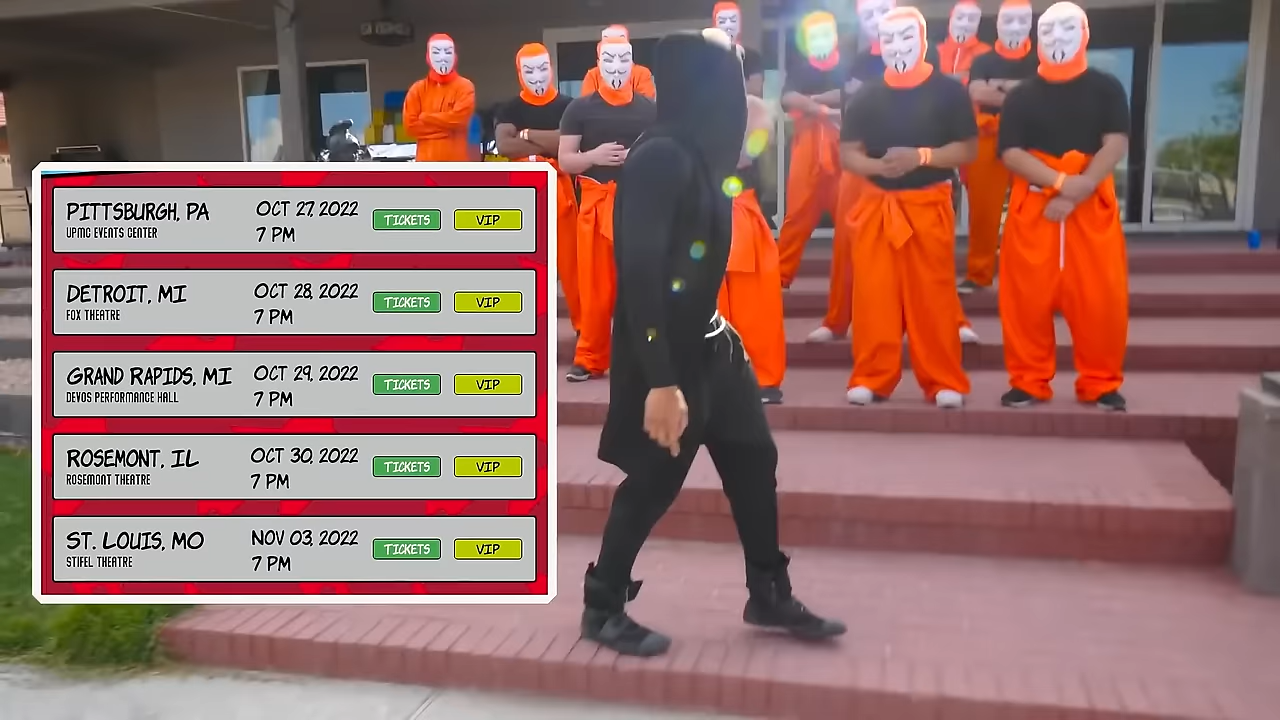 PITTSBURGH, PA
UPMC EVENTS CENTER
OCT 27, 2022
7 PM
TICKETS
VIP
DETROIT, MI
FOX THEATRE
OCT 28, 2022
7 PM
TICKETS
VIP
GRAND RAPIDS, MI
DEVOS PERFORMANCE HALL
OCT 29, 2022
7 PM
TICKETS
VIP
ROSEMONT, IL
ROSEMONT THEATRE
OCT 30, 2022
7 PM
TICKETS
VIP
ST. LOUIS, MO
STIFEL THEATRE
NOV 03, 2022
7 PM
TICKETS
VIP